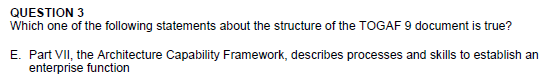 QUESTION 3
Which one of the following statements about the structure of the TOGAF 9 document is true?
E. Part VII, the Architecture Capability Framework, describes processes and skills to establish an
enterprise function